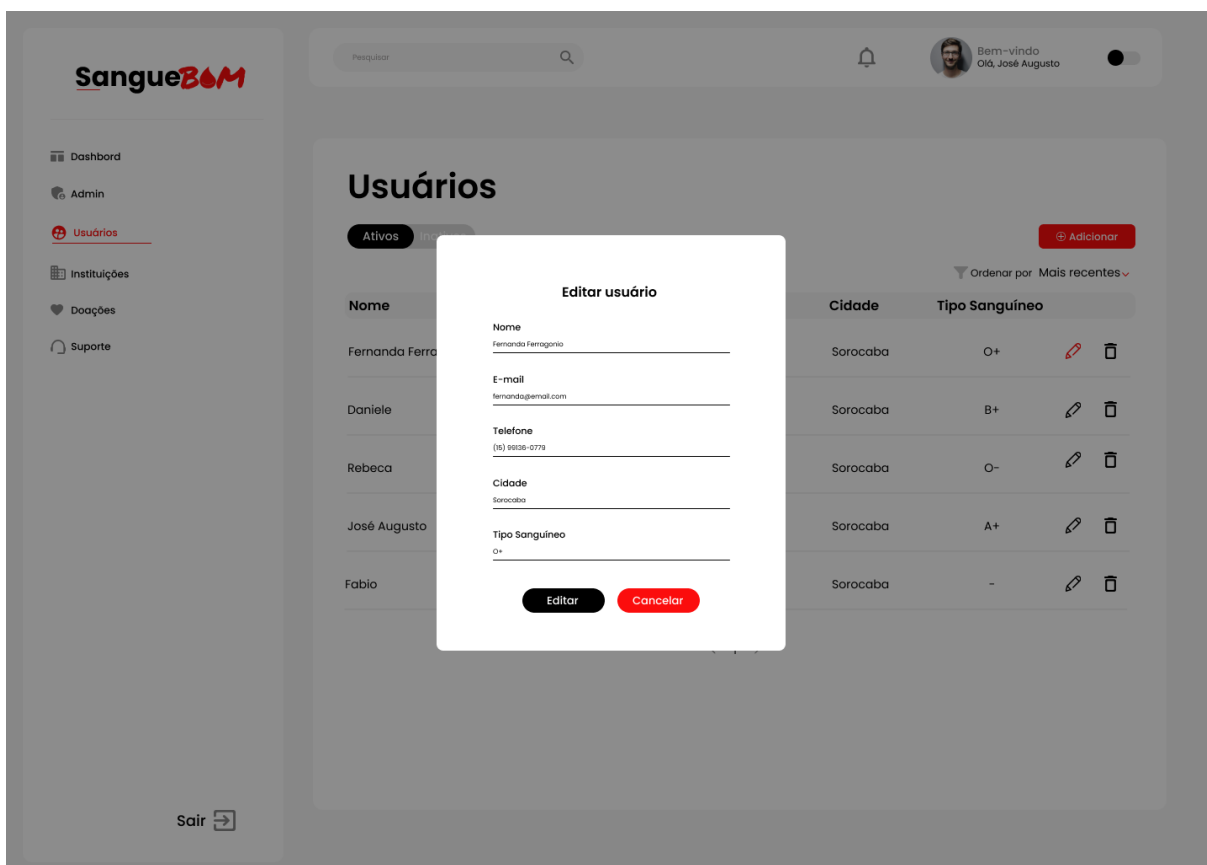 SangueBOM
Pesquisar
Bem-vindo
Olá, José Augusto
Dashbord
Admin
Usuários
Instituições
Doações
Suporte
Sair
Usuários
Ativos
Adicionar
Ordenar por Mais recentes
Nome Cidade Tipo Sanguíneo
Fernanda Ferra Sorocaba O+
Daniele Sorocaba B+
Rebeca Sorocaba O-
José Augusto Sorocaba A+
Fabio Sorocaba -
Editar usuário
Nome
Fernanda Ferragonio
E-mail
fernanda@email.com
Telefone
(15) 99136-0779
Cidade
Sorocaba
Tipo Sanguíneo
O+
Editar Cancelar